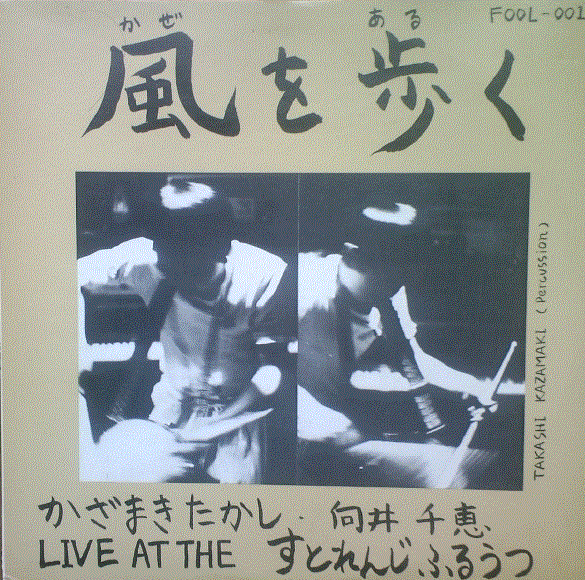 FOOL-001
かぜ ある
風を歩く
TAKASHI KAZAMAKI (Percussion)
かざまきたかし・向井千恵
LIVE AT THE すとれんじふるうつ